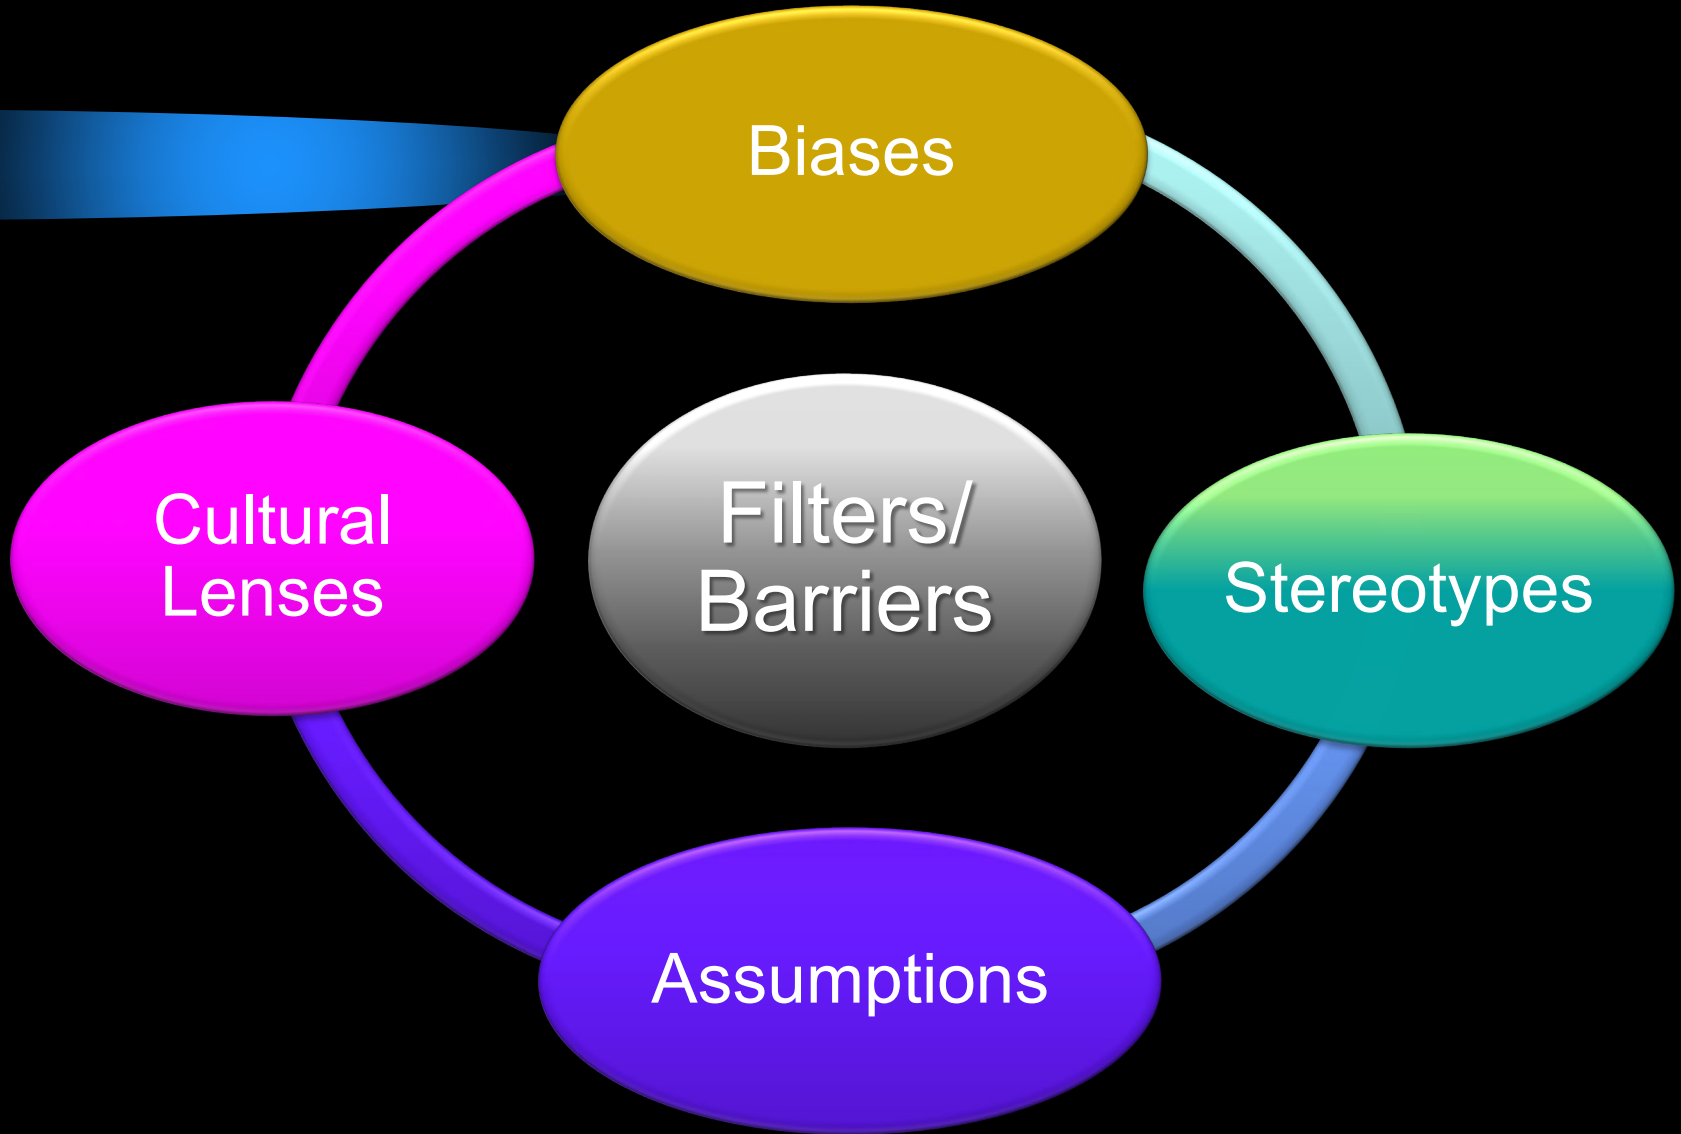 Biases
Cultural
Lenses
Filters/
Barriers
Stereotypes
Assumptions